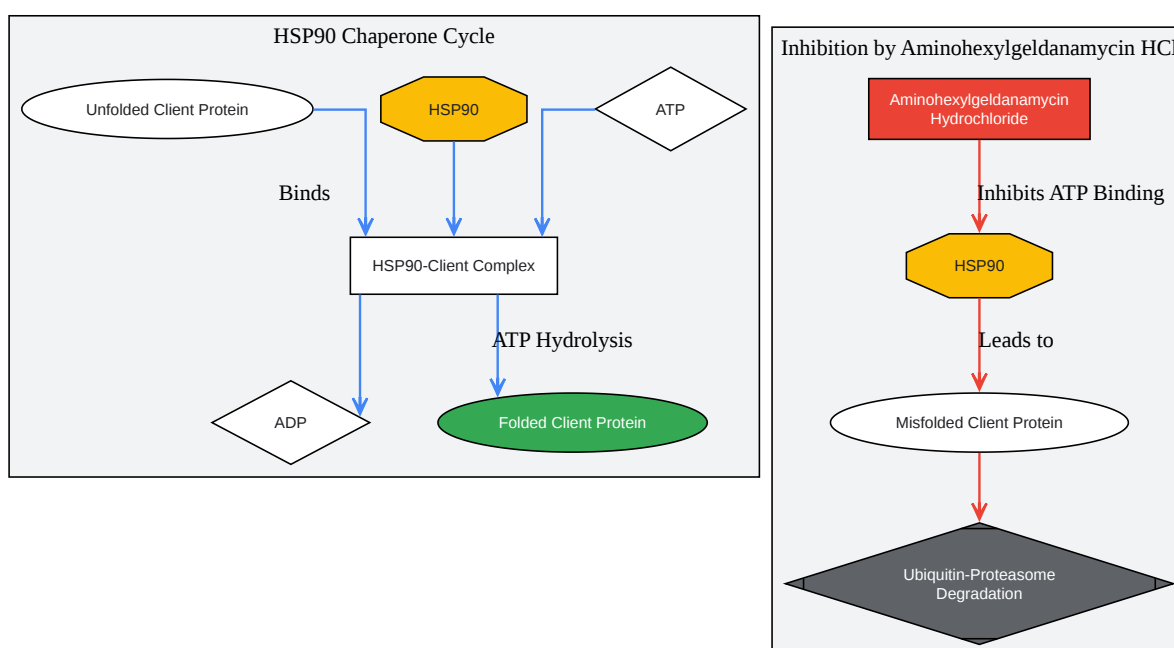 HSP90 Chaperone Cycle
Unfolded Client Protein
HSP90
ATP
Binds
HSP90-Client Complex
ATP Hydrolysis
ADP
Folded Client Protein
Inhibition by Aminohexylgeldanamycin HCl
Aminohexylgeldanamycin
Hydrochloride
Inhibits ATP Binding
HSP90
Leads to
Misfolded Client Protein
Ubiquitin-Proteasome
Degradation